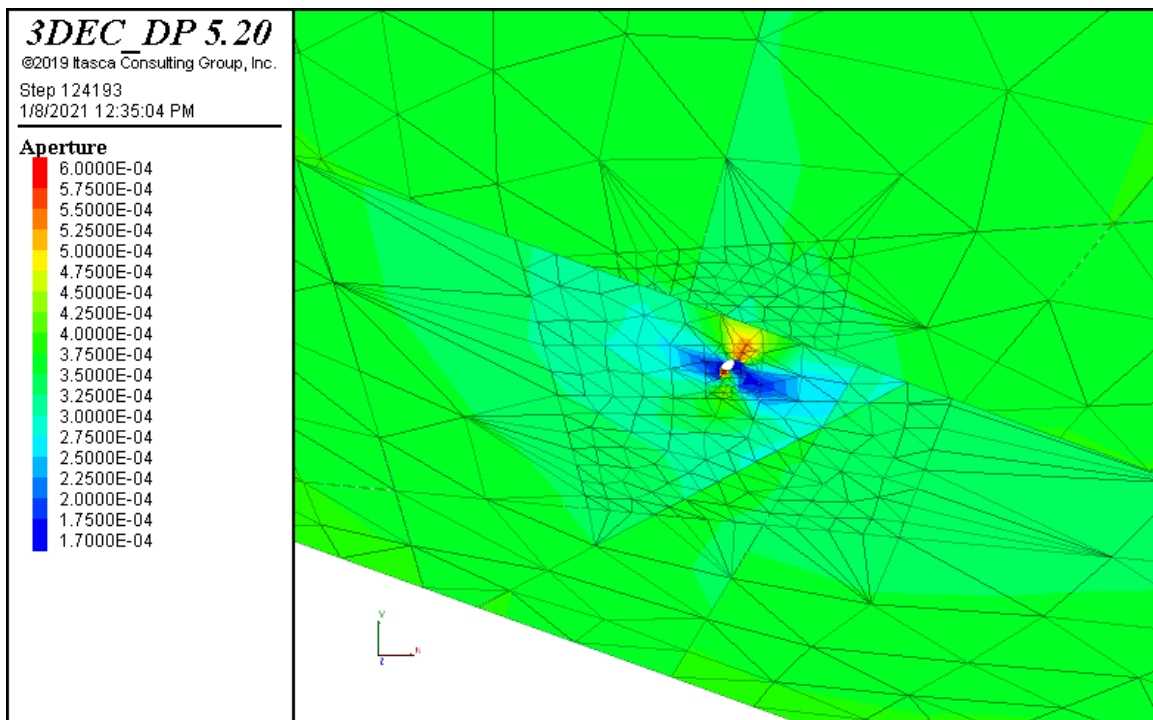 3DEC_DP 5.20
©2019 Itasca Consulting Group, Inc.
Step 124193
1/8/2021 12:35:04 PM
Aperture
6.0000E-04
5.7500E-04
5.5000E-04
5.2500E-04
5.0000E-04
4.7500E-04
4.5000E-04
4.2500E-04
4.0000E-04
3.7500E-04
3.5000E-04
3.2500E-04
3.0000E-04
2.7500E-04
2.5000E-04
2.2500E-04
2.0000E-04
1.7500E-04
1.7000E-04